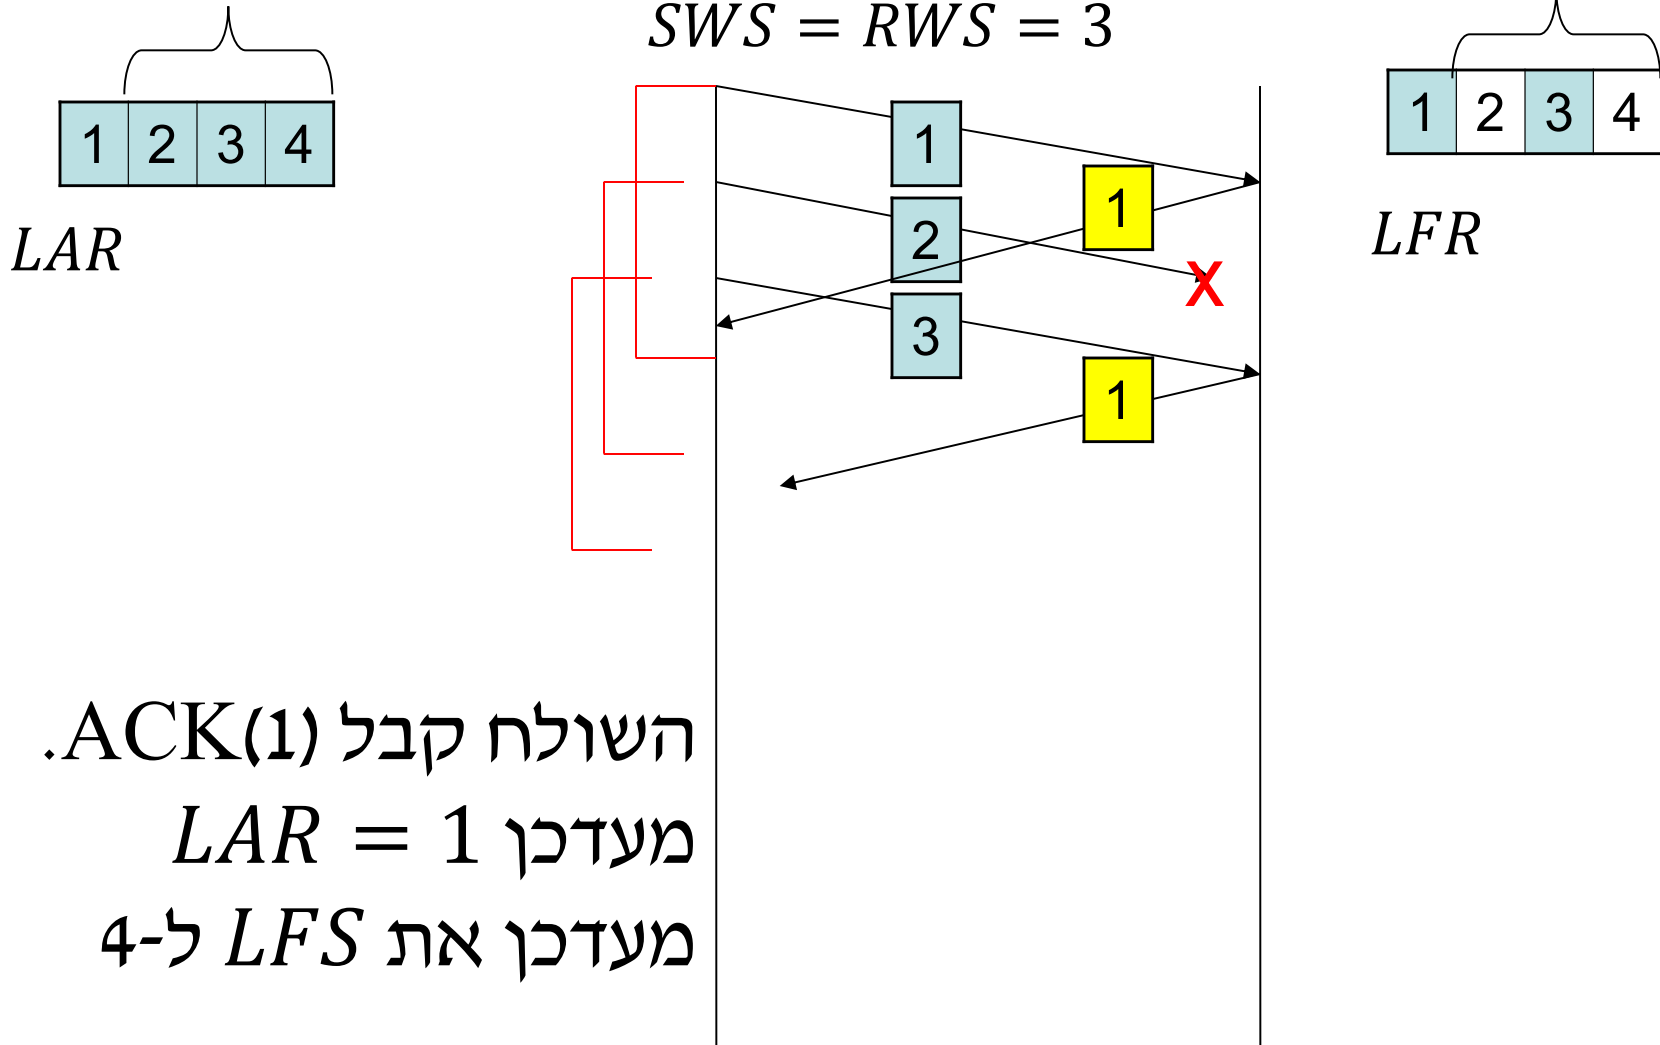 SWS = RWS = 3
1 2 3 4
1 2 3 4
LAR
LFR
1
1
2
X
3
1
השולח קבל ACK(1).
מעדכן LAR = 1
מעדכן את LFS ל-4